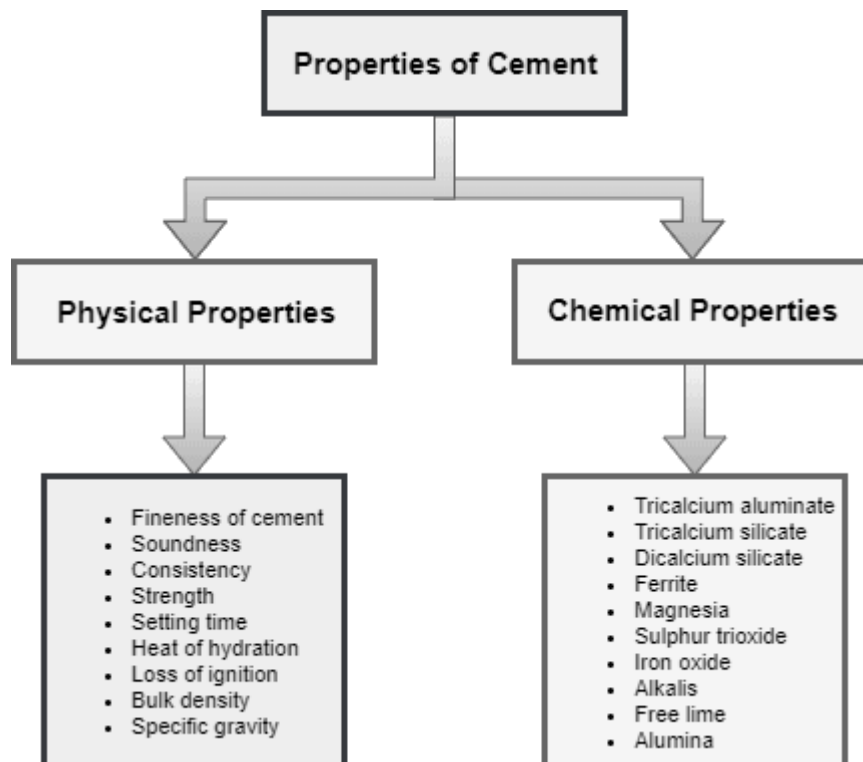 Properties of Cement
Physical Properties
Chemical Properties
• Fineness of cement
• Soundness
• Consistency
• Strength
• Setting time
• Heat of hydration
• Loss of ignition
• Bulk density
• Specific gravity
• Tricalcium aluminate
• Tricalcium silicate
• Dicalcium silicate
• Ferrite
• Magnesia
• Sulphur trioxide
• Iron oxide
• Alkalis
• Free lime
• Alumina